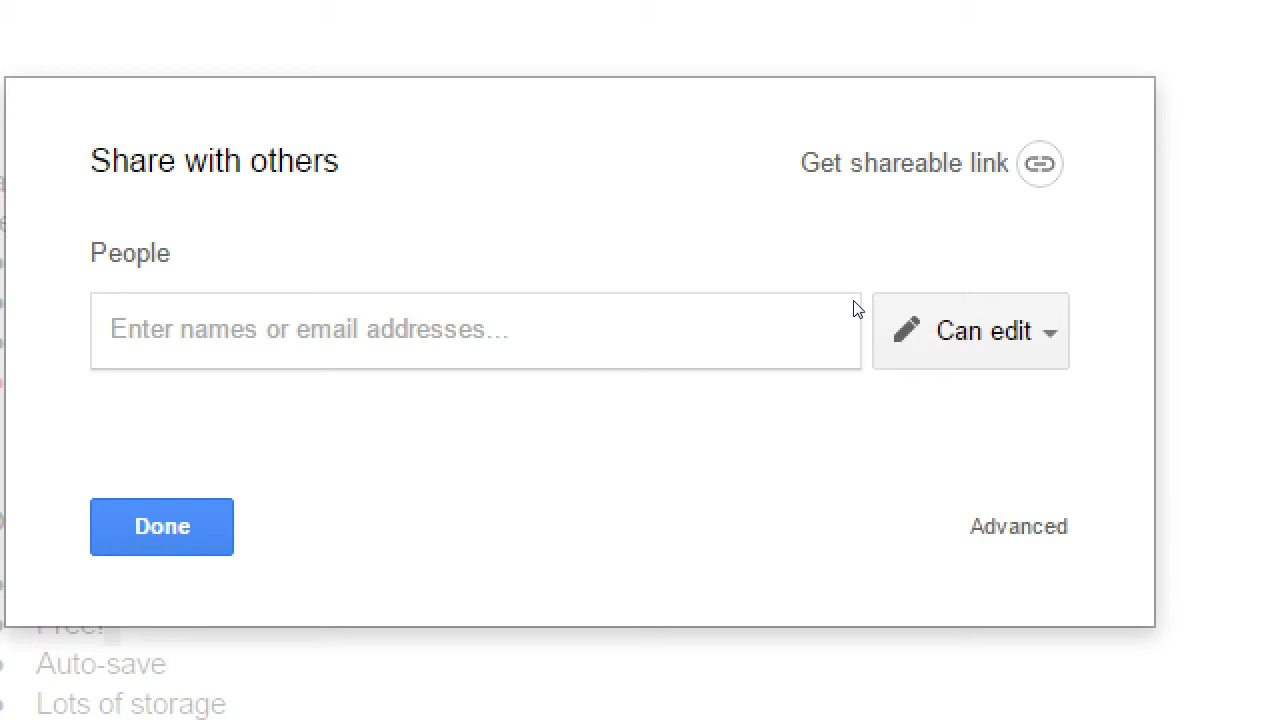 Share with others
Get shareable link
People
Enter names or email addresses...
Can edit
Done
Advanced
Free!
Auto-save
Lots of storage